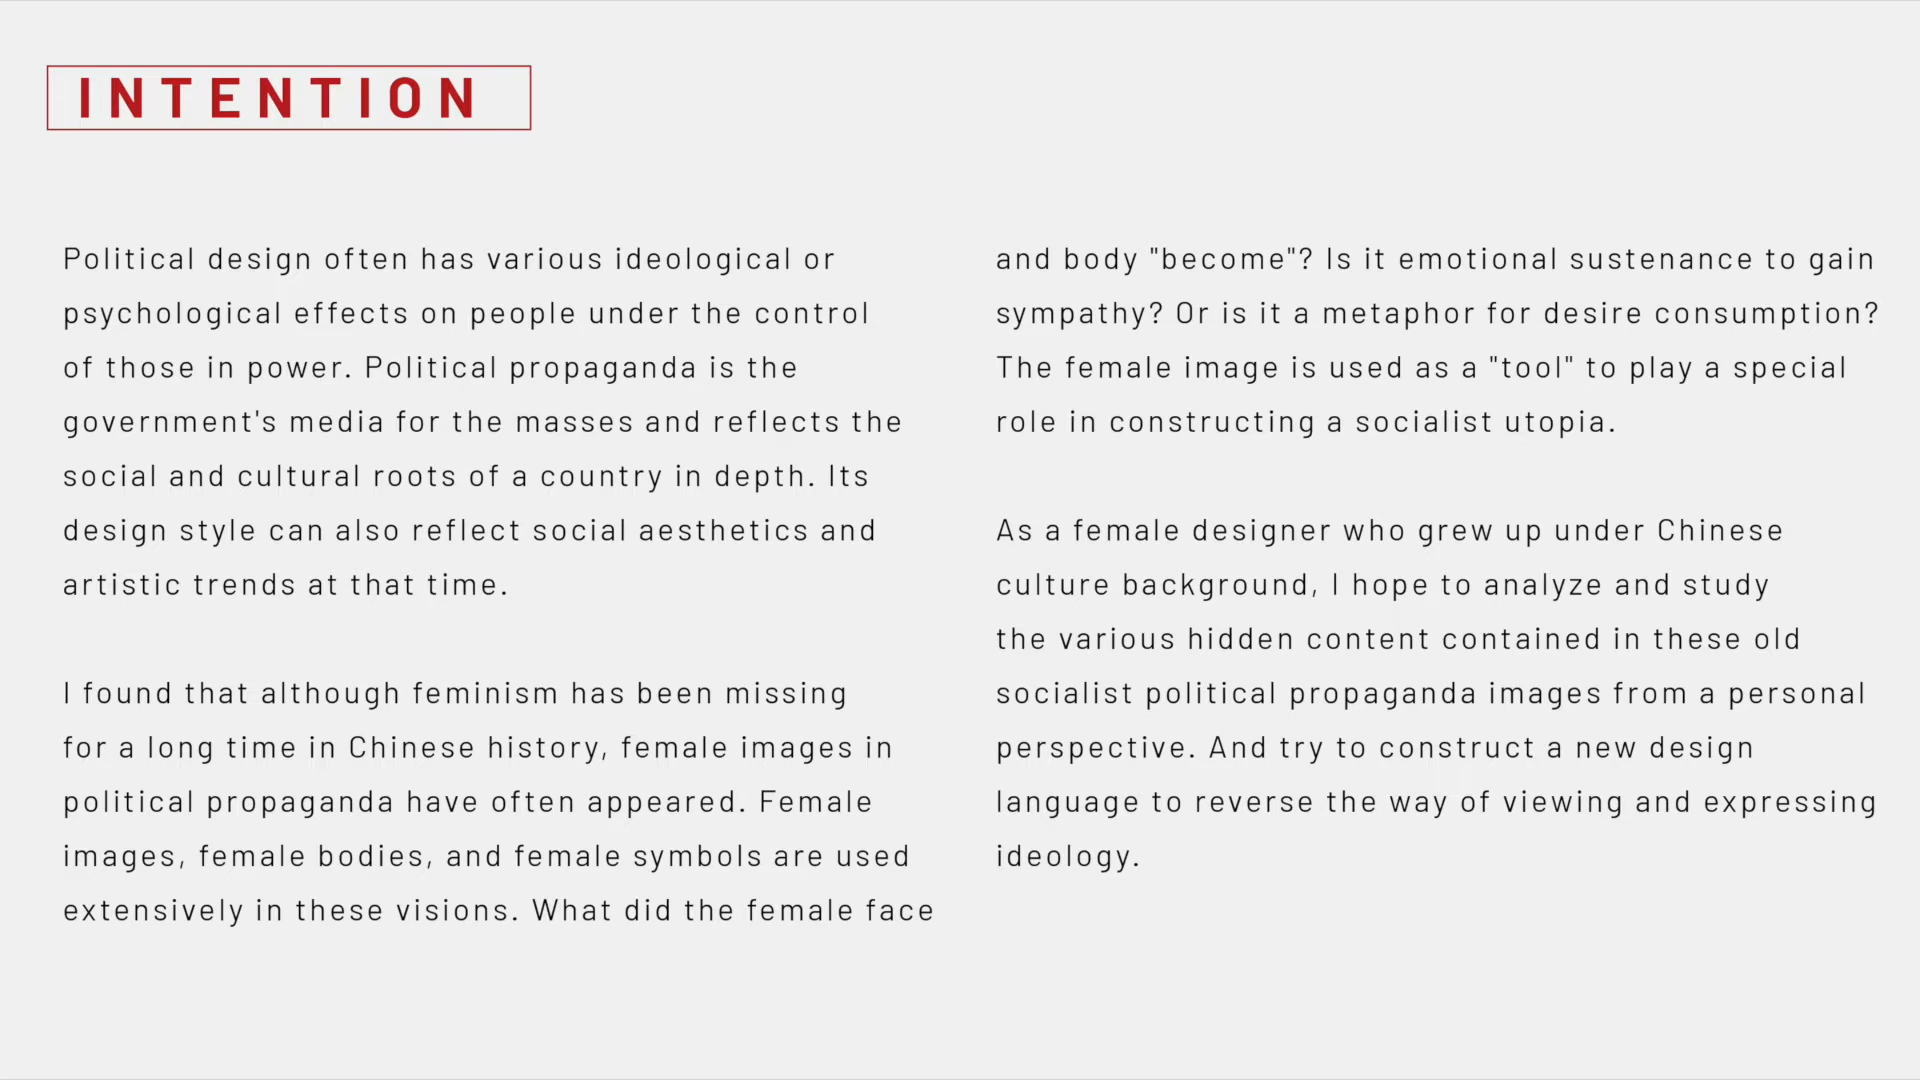 INTENTION
Political design often has various ideological or
psychological effects on people under the control
of those in power. Political propaganda is the
government's media for the masses and reflects the
social and cultural roots of a country in depth. Its
design style can also reflect social aesthetics and
artistic trends at that time.
I found that although feminism has been missing
for a long time in Chinese history, female images in
political propaganda have often appeared. Female
images, female bodies, and female symbols are used
extensively in these visions. What did the female face
and body "become"? Is it emotional sustenance to gain
sympathy? Or is it a metaphor for desire consumption?
The female image is used as a "tool" to play a special
role in constructing a socialist utopia.
As a female designer who grew up under Chinese
culture background, I hope to analyze and study
the various hidden content contained in these old
socialist political propaganda images from a personal
perspective. And try to construct a new design
language to reverse the way of viewing and expressing
ideology.